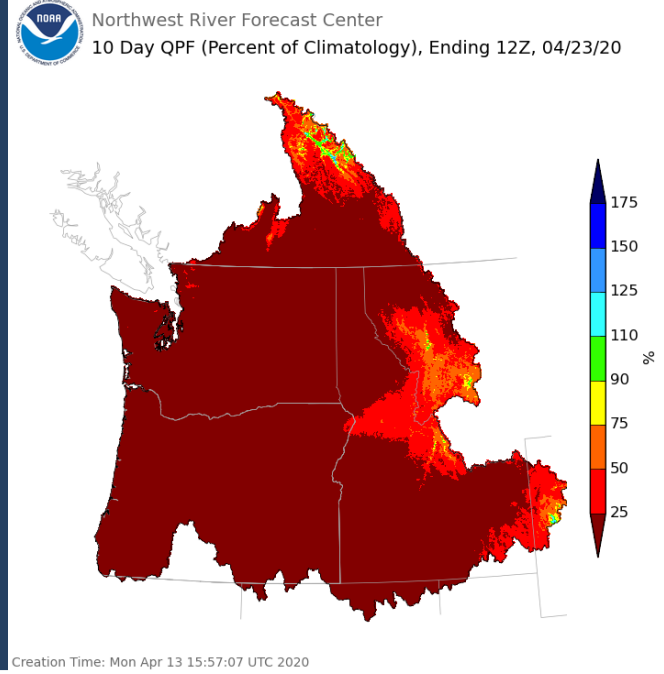 NOAA
Northwest River Forecast Center
10 Day QPF (Percent of Climatology), Ending 12Z, 04/23/20
175
150
125
110
90
75
50
25
%
Creation Time: Mon Apr 13 15:57:07 UTC 2020